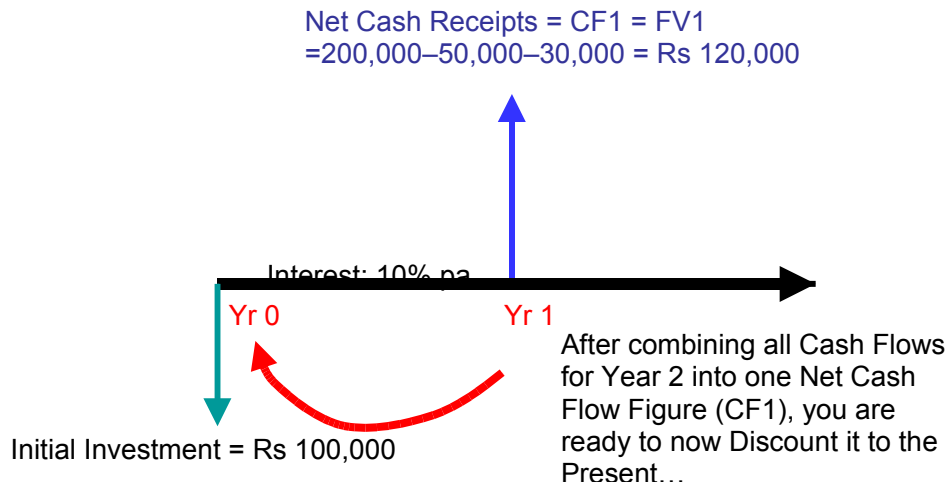 Net Cash Receipts = CF1 = FV1
=200,000–50,000–30,000 = Rs 120,000
Interest: 10% pa
Yr 0
Yr 1
After combining all Cash Flows
for Year 2 into one Net Cash
Flow Figure (CF1), you are
ready to now Discount it to the
Present…
Initial Investment = Rs 100,000